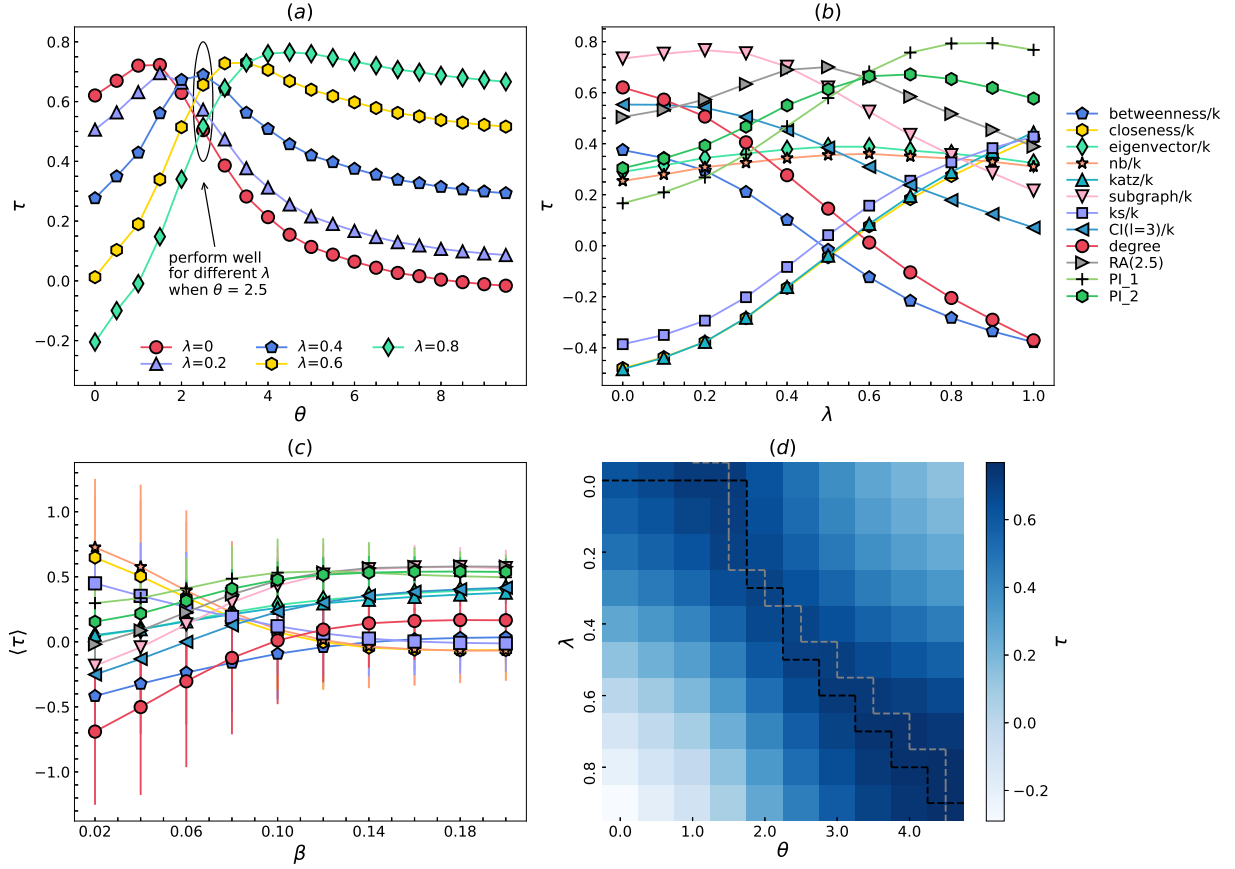 (a)
0.8
0.6
0.4
0.2
0.0
−0.2
τ
0
2
4
6
8
θ
perform well
for different λ
when θ = 2.5
λ=0
λ=0.2
λ=0.4
λ=0.6
λ=0.8
(b)
0.8
0.6
0.4
0.2
0.0
−0.2
−0.4
τ
0.0
0.2
0.4
0.6
0.8
1.0
λ
betweenness/k
closeness/k
eigenvector/k
nb/k
katz/k
subgraph/k
ks/k
CI(l=3)/k
degree
RA(2.5)
PI_1
PI_2
(c)
1.0
0.5
0.0
−0.5
−1.0
⟨τ⟩
0.02
0.06
0.10
0.14
0.18
β
(d)
0.0
0.2
0.4
0.6
0.8
λ
0.0
1.0
2.0
3.0
4.0
θ
0.6
0.4
0.2
0.0
−0.2
τ